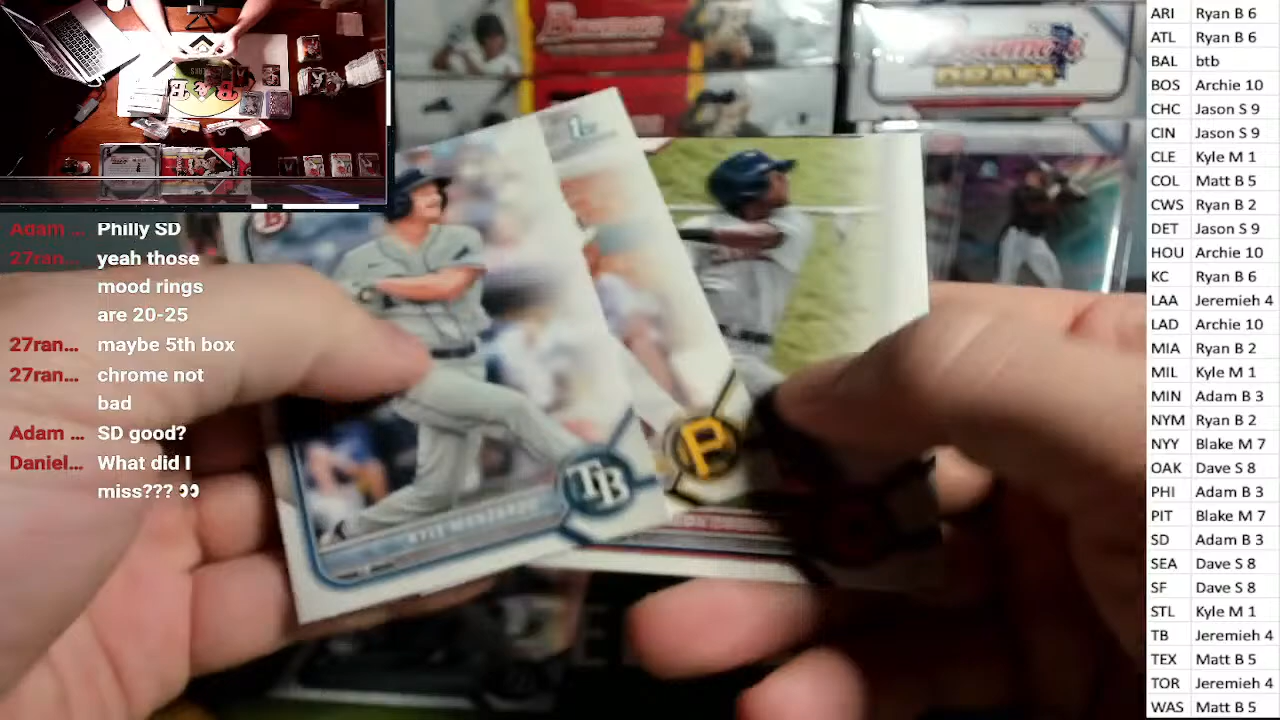 Adam ... Philly SD
27ran... yeah those
mood rings
are 20-25
27ran... maybe 5th box
27ran... chrome not
bad
Adam ... SD good?
Daniel... What did I
miss??? 👀
Bowman
DRAFT
1st
P
TB
ARI Ryan B 6
ATL Ryan B 6
BAL btb
BOS Archie 10
CHC Jason S 9
CIN Jason S 9
CLE Kyle M 1
COL Matt B 5
CWS Ryan B 2
DET Jason S 9
HOU Archie 10
KC Ryan B 6
LAA Jeremieh 4
LAD Archie 10
MIA Ryan B 2
MIL Kyle M 1
MIN Adam B 3
NYM Ryan B 2
NYY Blake M 7
OAK Dave S 8
PHI Adam B 3
PIT Blake M 7
SD Adam B 3
SEA Dave S 8
SF Dave S 8
STL Kyle M 1
TB Jeremieh 4
TEX Matt B 5
TOR Jeremieh 4
WAS Matt B 5